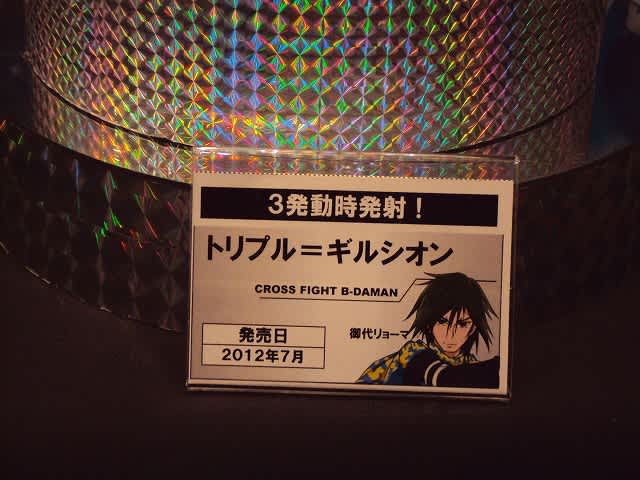 3発動時発射！
トリプル＝ギルシオン
CROSS FIGHT B-DAMAN
御代リョーマ
発売日
2012年7月